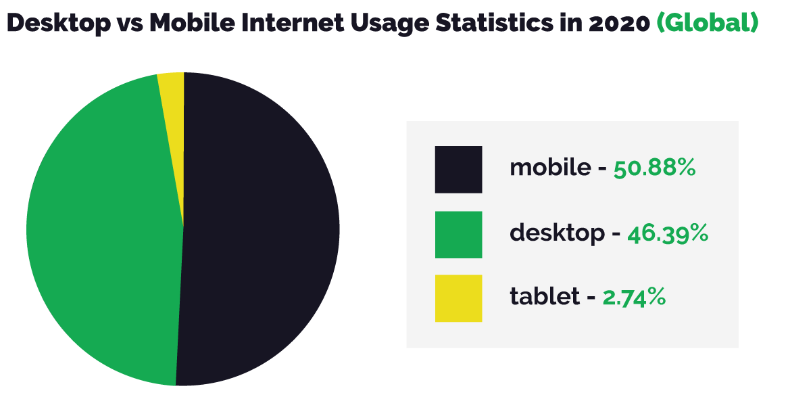 Desktop vs Mobile Internet Usage Statistics in 2020 (Global)
mobile - 50.88%
desktop - 46.39%
tablet - 2.74%